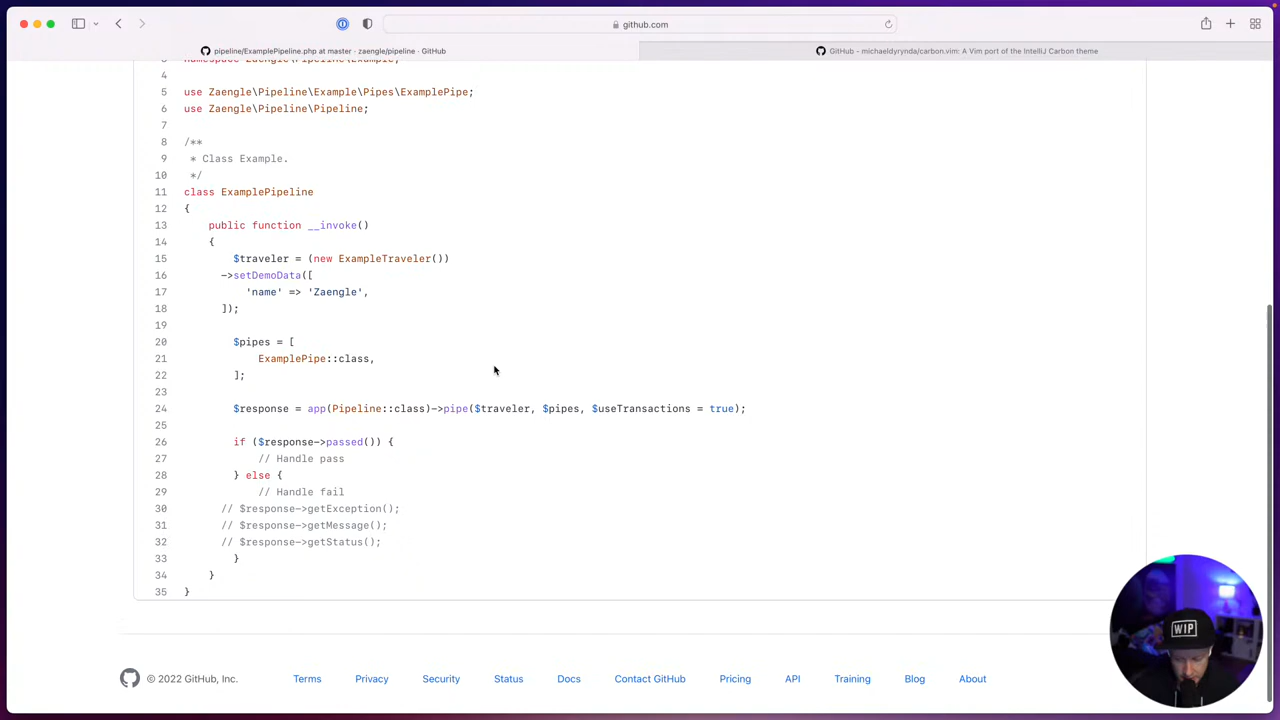 github.com
pipeline/ExamplePipeline.php at master · zaengle/pipeline · GitHub
GitHub - michaeldyrynda/carbon.vim: A Vim port of the IntelliJ Carbon theme
3 namespace Zaengle\Pipeline\Example;
4
5 use Zaengle\Pipeline\Example\Pipes\ExamplePipe;
6 use Zaengle\Pipeline\Pipeline;
7
8 /**
9 * Class Example.
10 */
11 class ExamplePipeline
12 {
13 public function __invoke()
14 {
15 $traveler = (new ExampleTraveler())
16 ->setDemoData([
17 'name' => 'Zaengle',
18 ]);
19
20 $pipes = [
21 ExamplePipe::class,
22 ];
23
24 $response = app(Pipeline::class)->pipe($traveler, $pipes, $useTransactions = true);
25
26 if ($response->passed()) {
27 // Handle pass
28 } else {
29 // Handle fail
30 // $response->getException();
31 // $response->getMessage();
32 // $response->getStatus();
33 }
34 }
35 }
© 2022 GitHub, Inc. Terms Privacy Security Status Docs Contact GitHub Pricing API Training Blog About
WIP